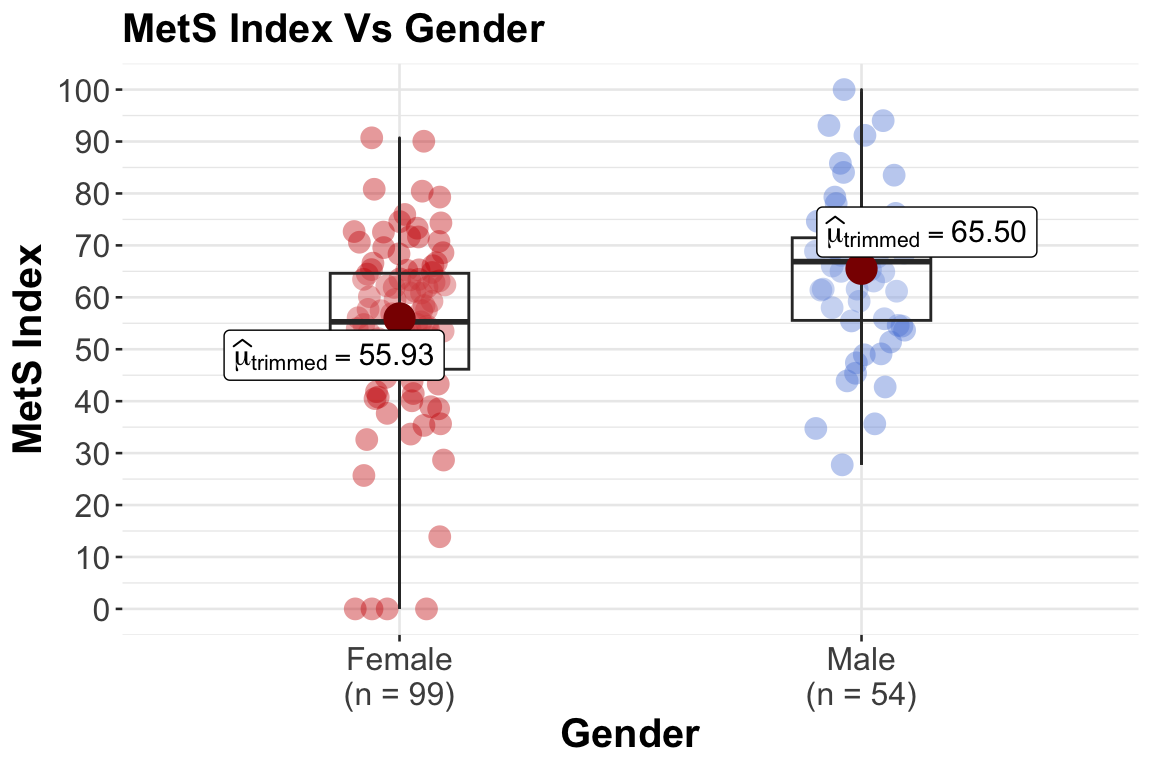 MetS Index Vs Gender
MetS Index
100
90
80
70
60
50
40
30
20
10
0
μ̂trimmed = 65.50
μ̂trimmed = 55.93
Female
(n = 99)
Male
(n = 54)
Gender